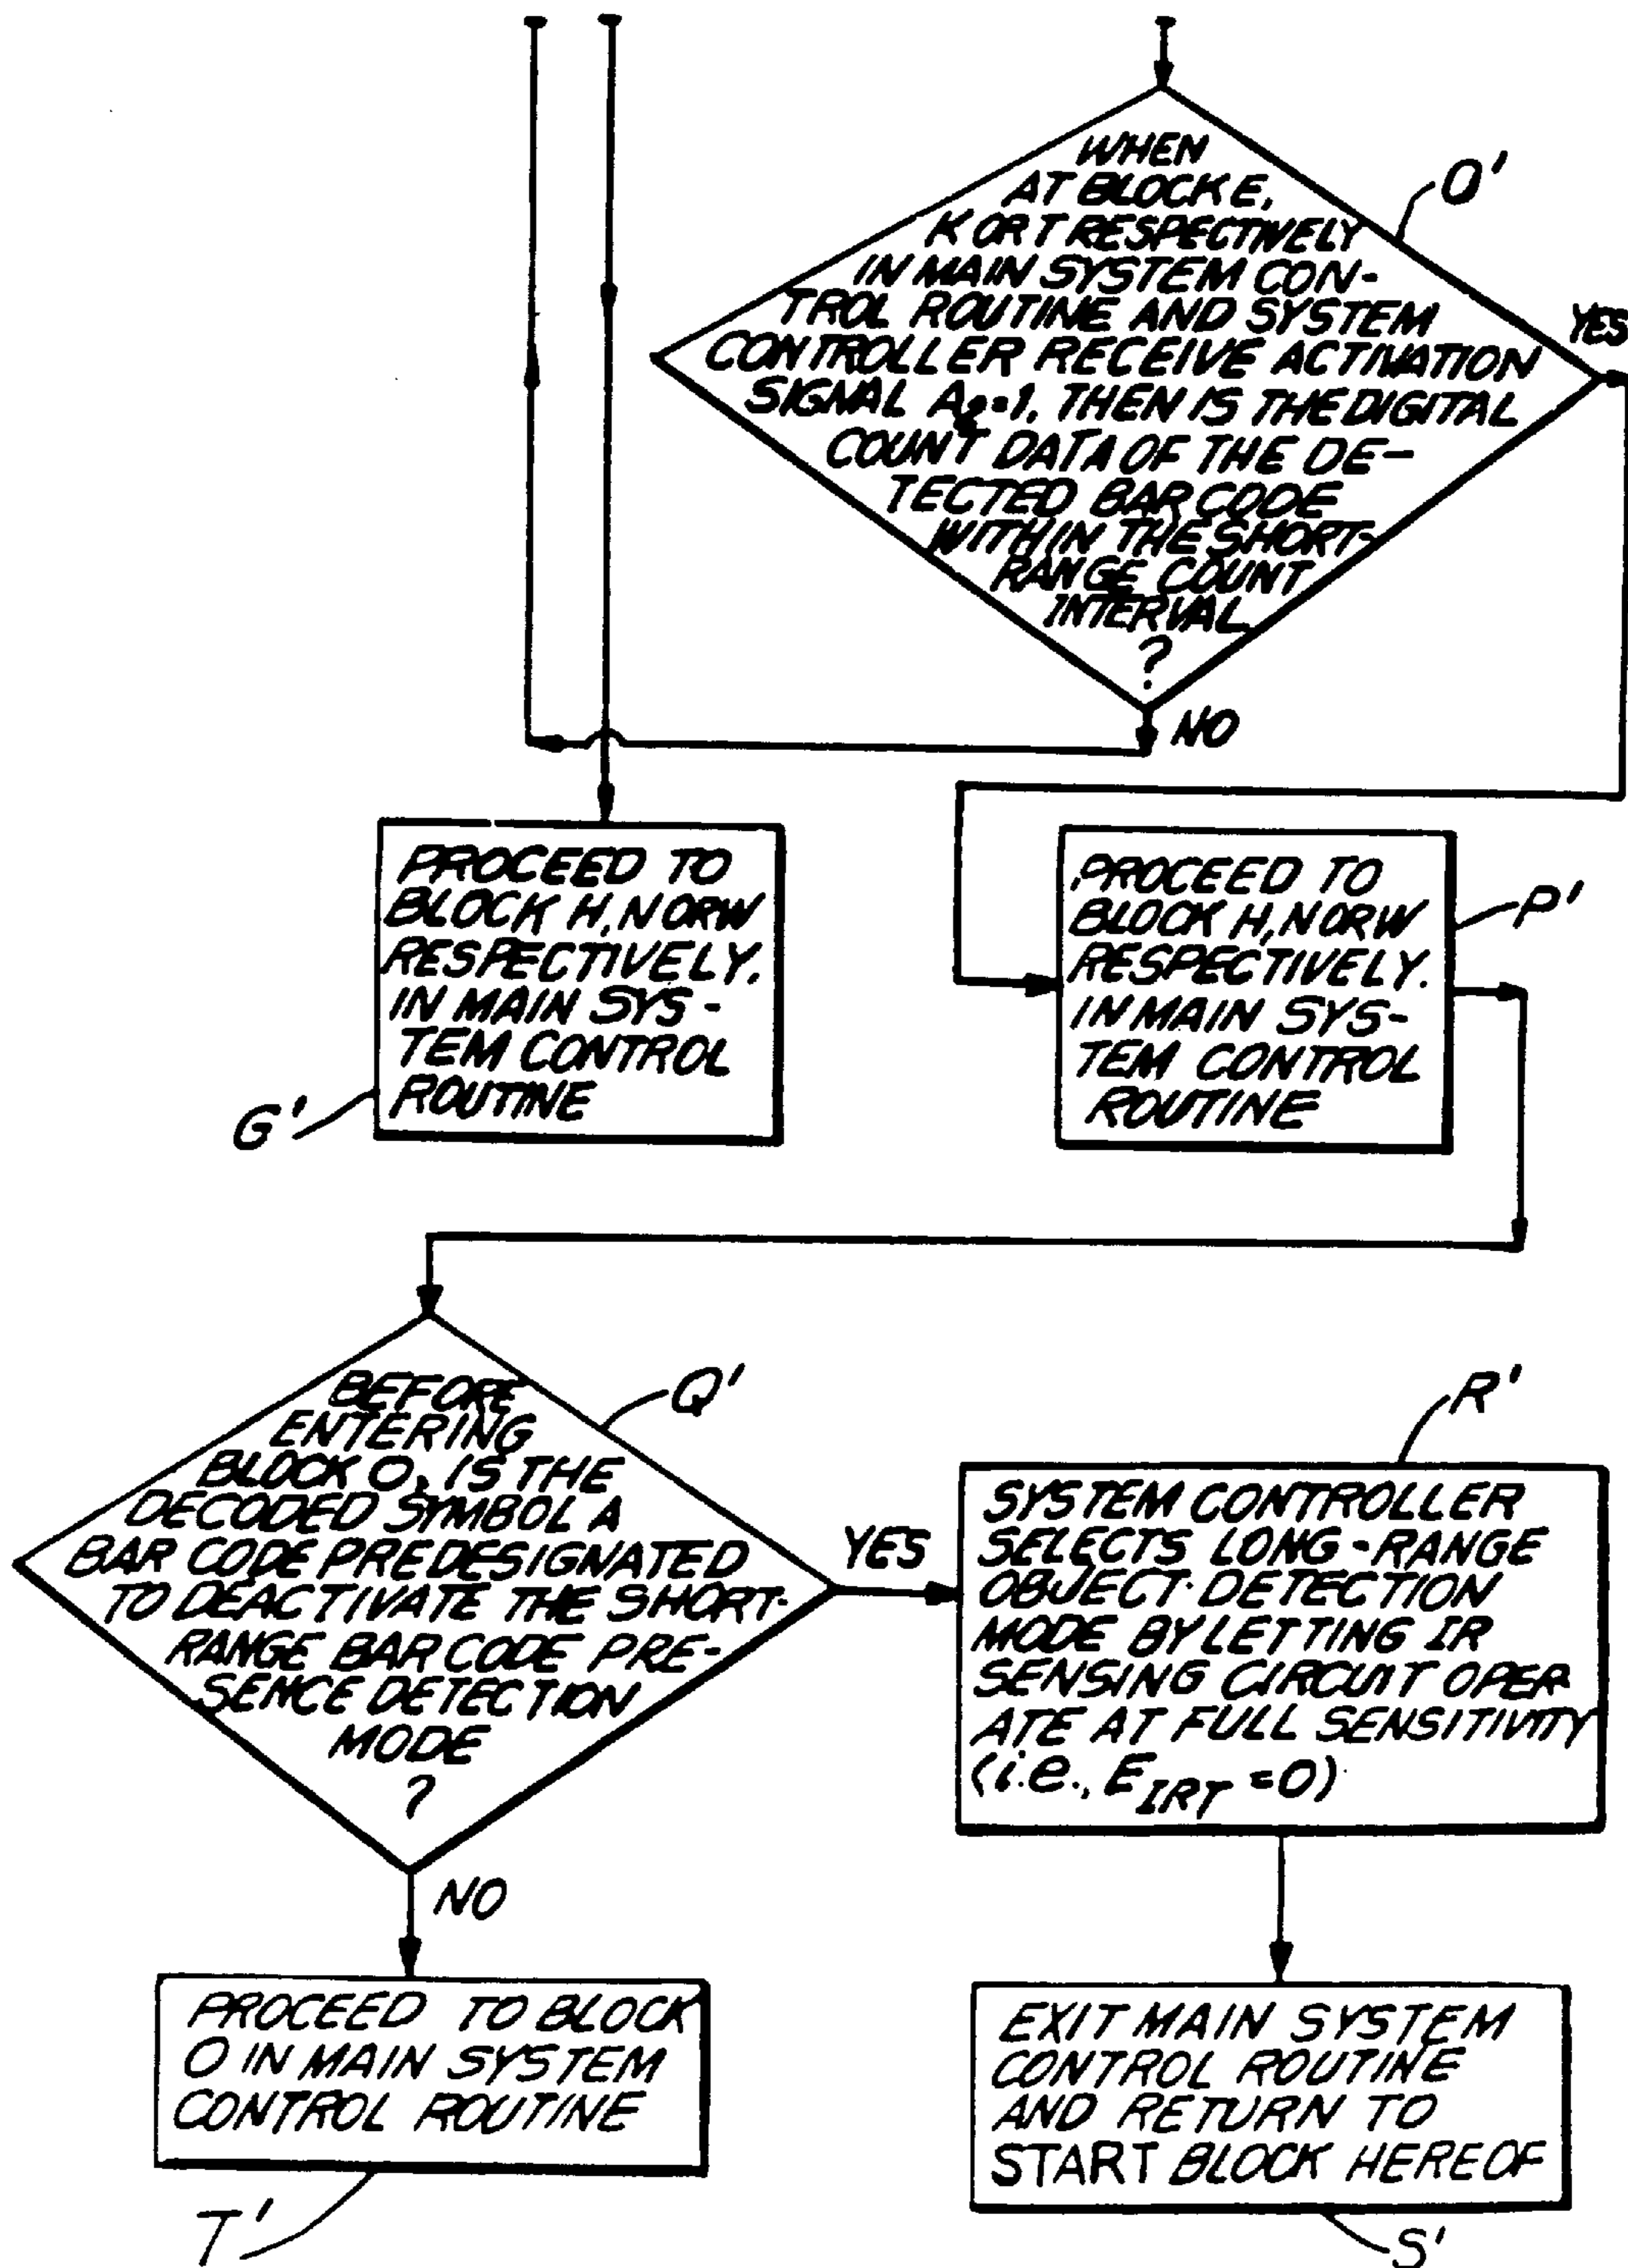 WHEN
AT BLOCK E,
K OR T RESPECTIVELY
IN MAIN SYSTEM CON-
TROL ROUTINE AND SYSTEM
CONTROLLER RECEIVE ACTIVATION
SIGNAL A2=1, THEN IS THE DIGITAL
COUNT DATA OF THE DE-
TECTED BAR CODE
WITHIN THE SHORT-
RANGE COUNT
INTERVAL
?
O'
YES
NO
PROCEED TO
BLOCK H, N OR W
RESPECTIVELY.
IN MAIN SYS-
TEM CONTROL
ROUTINE
G'
PROCEED TO
BLOCK H, N OR W
RESPECTIVELY.
IN MAIN SYS-
TEM CONTROL
ROUTINE
P'
BEFORE
ENTERING
BLOCK O, IS THE
DECODED SYMBOL A
BAR CODE PREDESIGNATED
TO DEACTIVATE THE SHORT-
RANGE BAR CODE PRE-
SENCE DETECTION
MODE
?
Q'
YES
NO
SYSTEM CONTROLLER
SELECTS LONG-RANGE
OBJECT DETECTION
MODE BY LETTING IR
SENSING CIRCUIT OPER
ATE AT FULL SENSITIVITY
(i.e., EIRT =0)
R'
PROCEED TO BLOCK
O IN MAIN SYSTEM
CONTROL ROUTINE
T'
EXIT MAIN SYSTEM
CONTROL ROUTINE
AND RETURN TO
START BLOCK HEREOF
S'